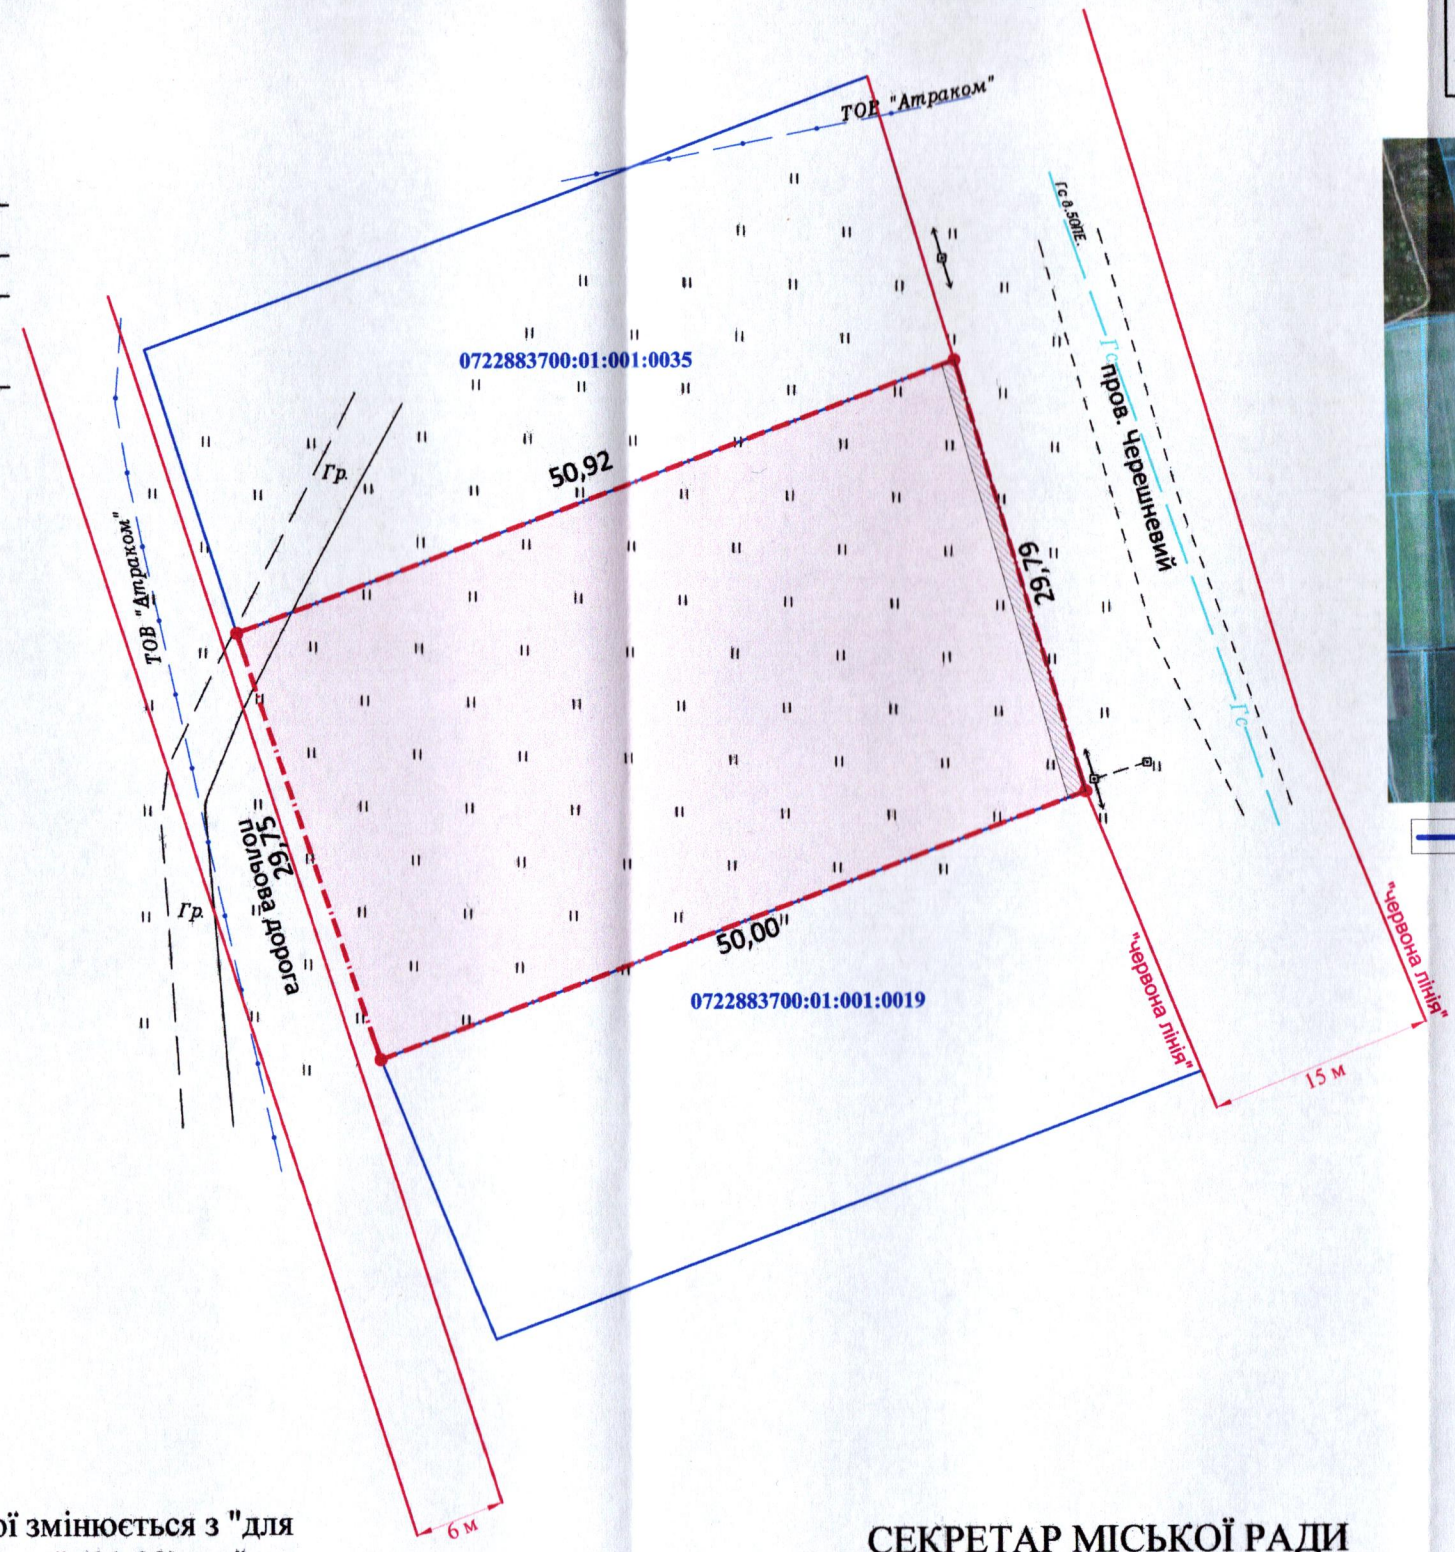 ТОВ "Атраком"
Гс д.50ПЕ.
0722883700:01:001:0035
Гс
пров. Черешневий
Гр.
50,92
29,79
ТОВ "Атраком"
Гс
29,75
польова дорога
Гр.
50,00
0722883700:01:001:0019
"червона лінія"
"червона лінія"
15 м
6 м
ої змінюється з "для
СЕКРЕТАР МІСЬКОЇ РАДИ